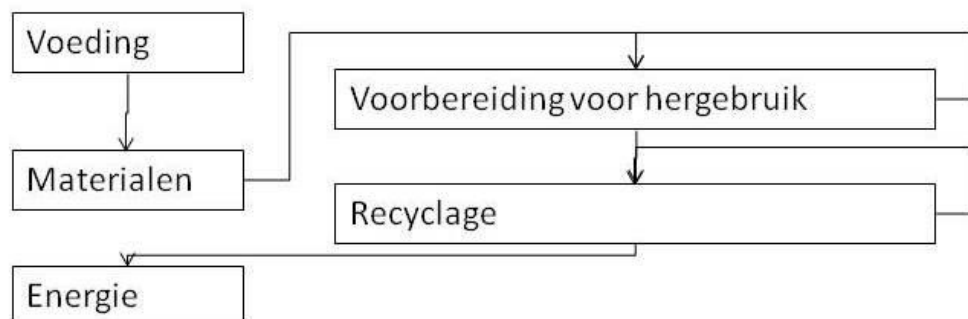 Voeding
Voorbereiding voor hergebruik
Materialen
Recyclage
Energie